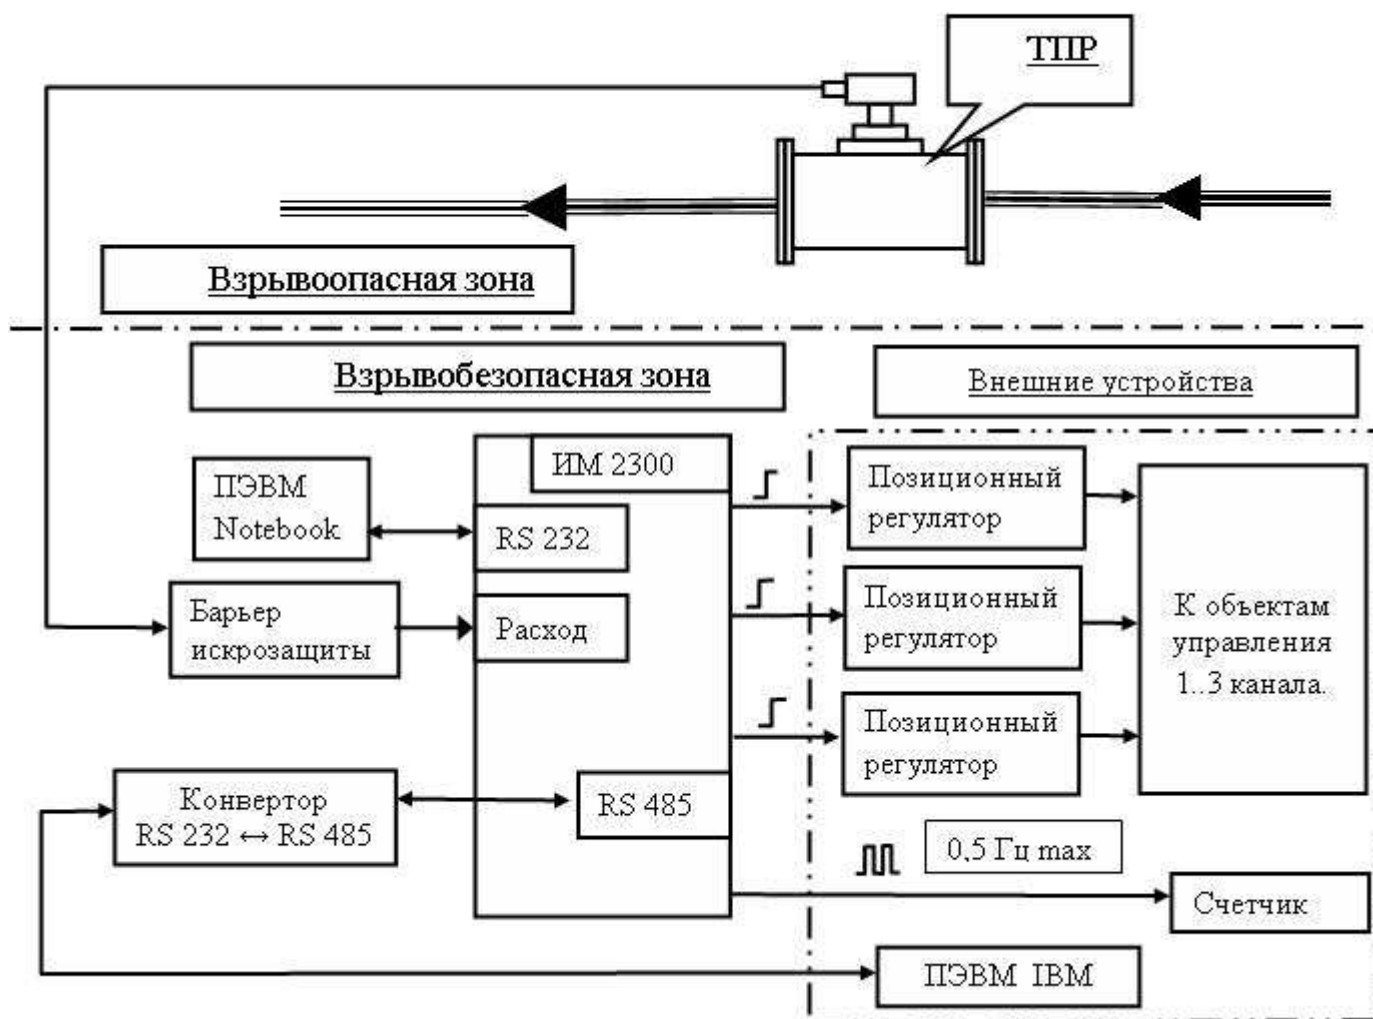 ТПР
Взрывоопасная зона
Взрывобезопасная зона
Внешние устройства
ИМ 2300
ПЭВМ
Notebook
RS 232
Барьер
искрозащиты
Расход
Позиционный
регулятор
Позиционный
регулятор
Позиционный
регулятор
К объектам
управления
1..3 канала.
Конвертор
RS 232 ↔ RS 485
RS 485
0,5 Гц max
Счетчик
ПЭВМ IBM